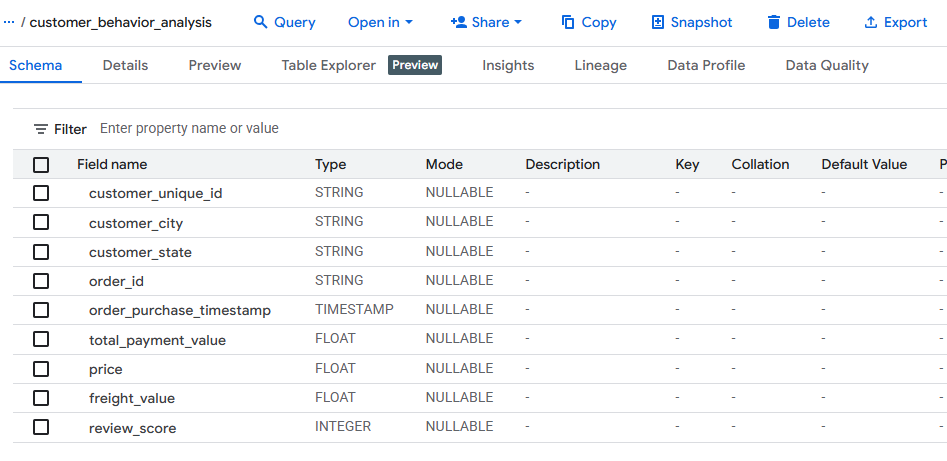 ··· / customer_behavior_analysis Query Open in Share Copy Snapshot Delete Export
Schema Details Preview Table Explorer Preview Insights Lineage Data Profile Data Quality
Filter Enter property name or value
Field name Type Mode Description Key Collation Default Value P
customer_unique_id STRING NULLABLE - - - - -
customer_city STRING NULLABLE - - - - -
customer_state STRING NULLABLE - - - - -
order_id STRING NULLABLE - - - - -
order_purchase_timestamp TIMESTAMP NULLABLE - - - - -
total_payment_value FLOAT NULLABLE - - - - -
price FLOAT NULLABLE - - - - -
freight_value FLOAT NULLABLE - - - - -
review_score INTEGER NULLABLE - - - - -